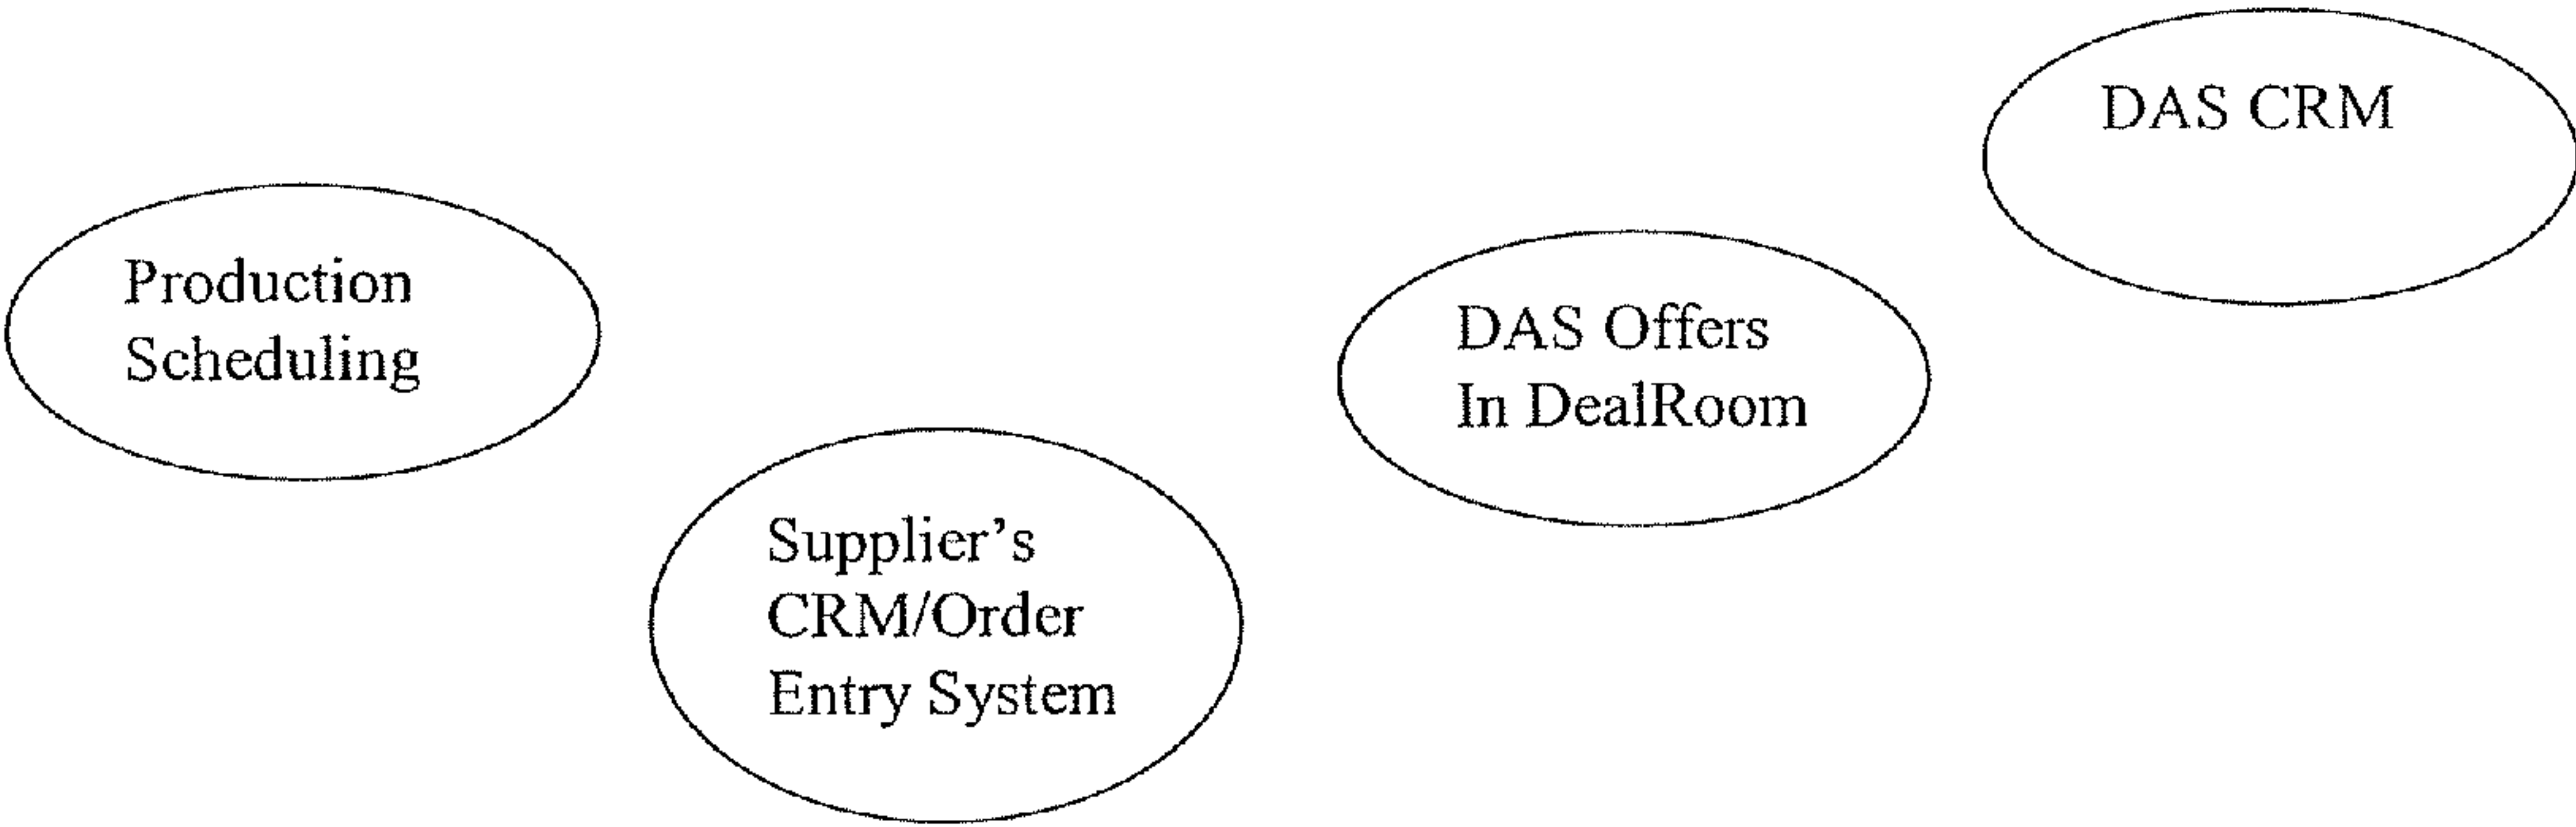 DAS CRM
Production
Scheduling
DAS Offers
In DealRoom
Supplier's
CRM/Order
Entry System